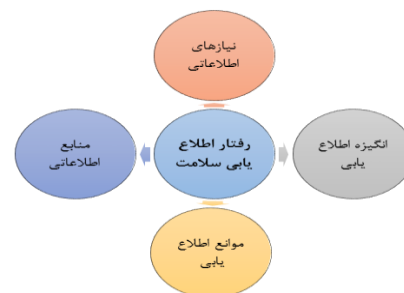 نیازهای
اطلاعاتی
انگیزه اطلاع
یابی
رفتار اطلاع
یابی سلامت
منابع
اطلاعاتی
موانع اطلاع
یابی